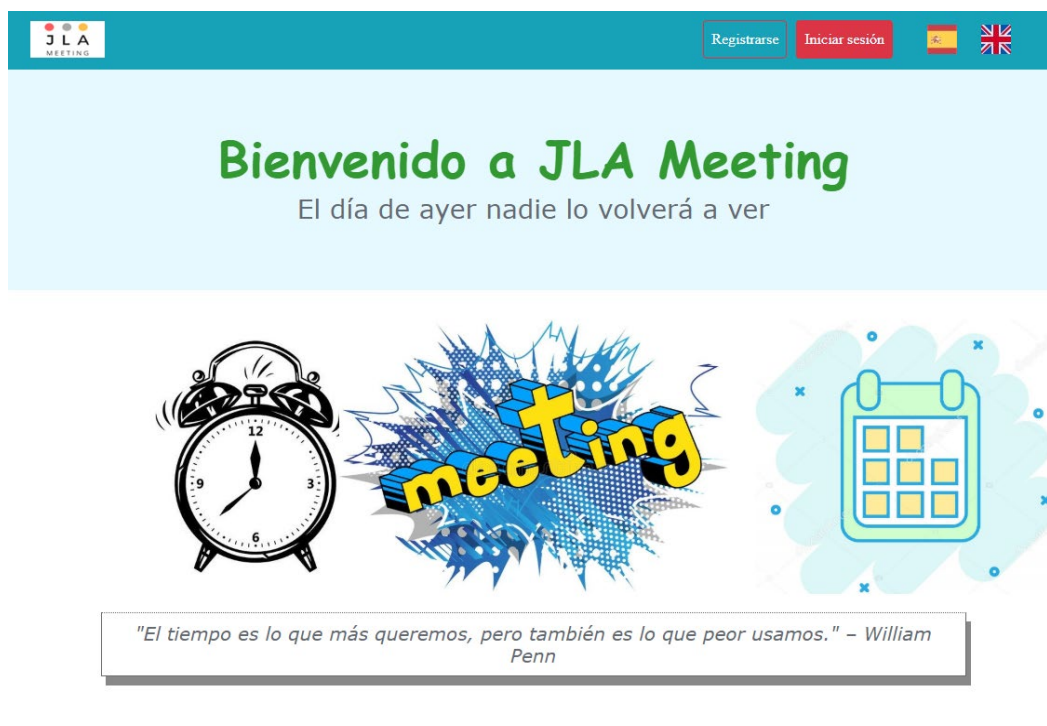 JLA
MEETING
Registrarse
Iniciar sesión
Bienvenido a JLA Meeting
El día de ayer nadie lo volverá a ver
12
9
3
6
meeting
"El tiempo es lo que más queremos, pero también es lo que peor usamos." – William
Penn